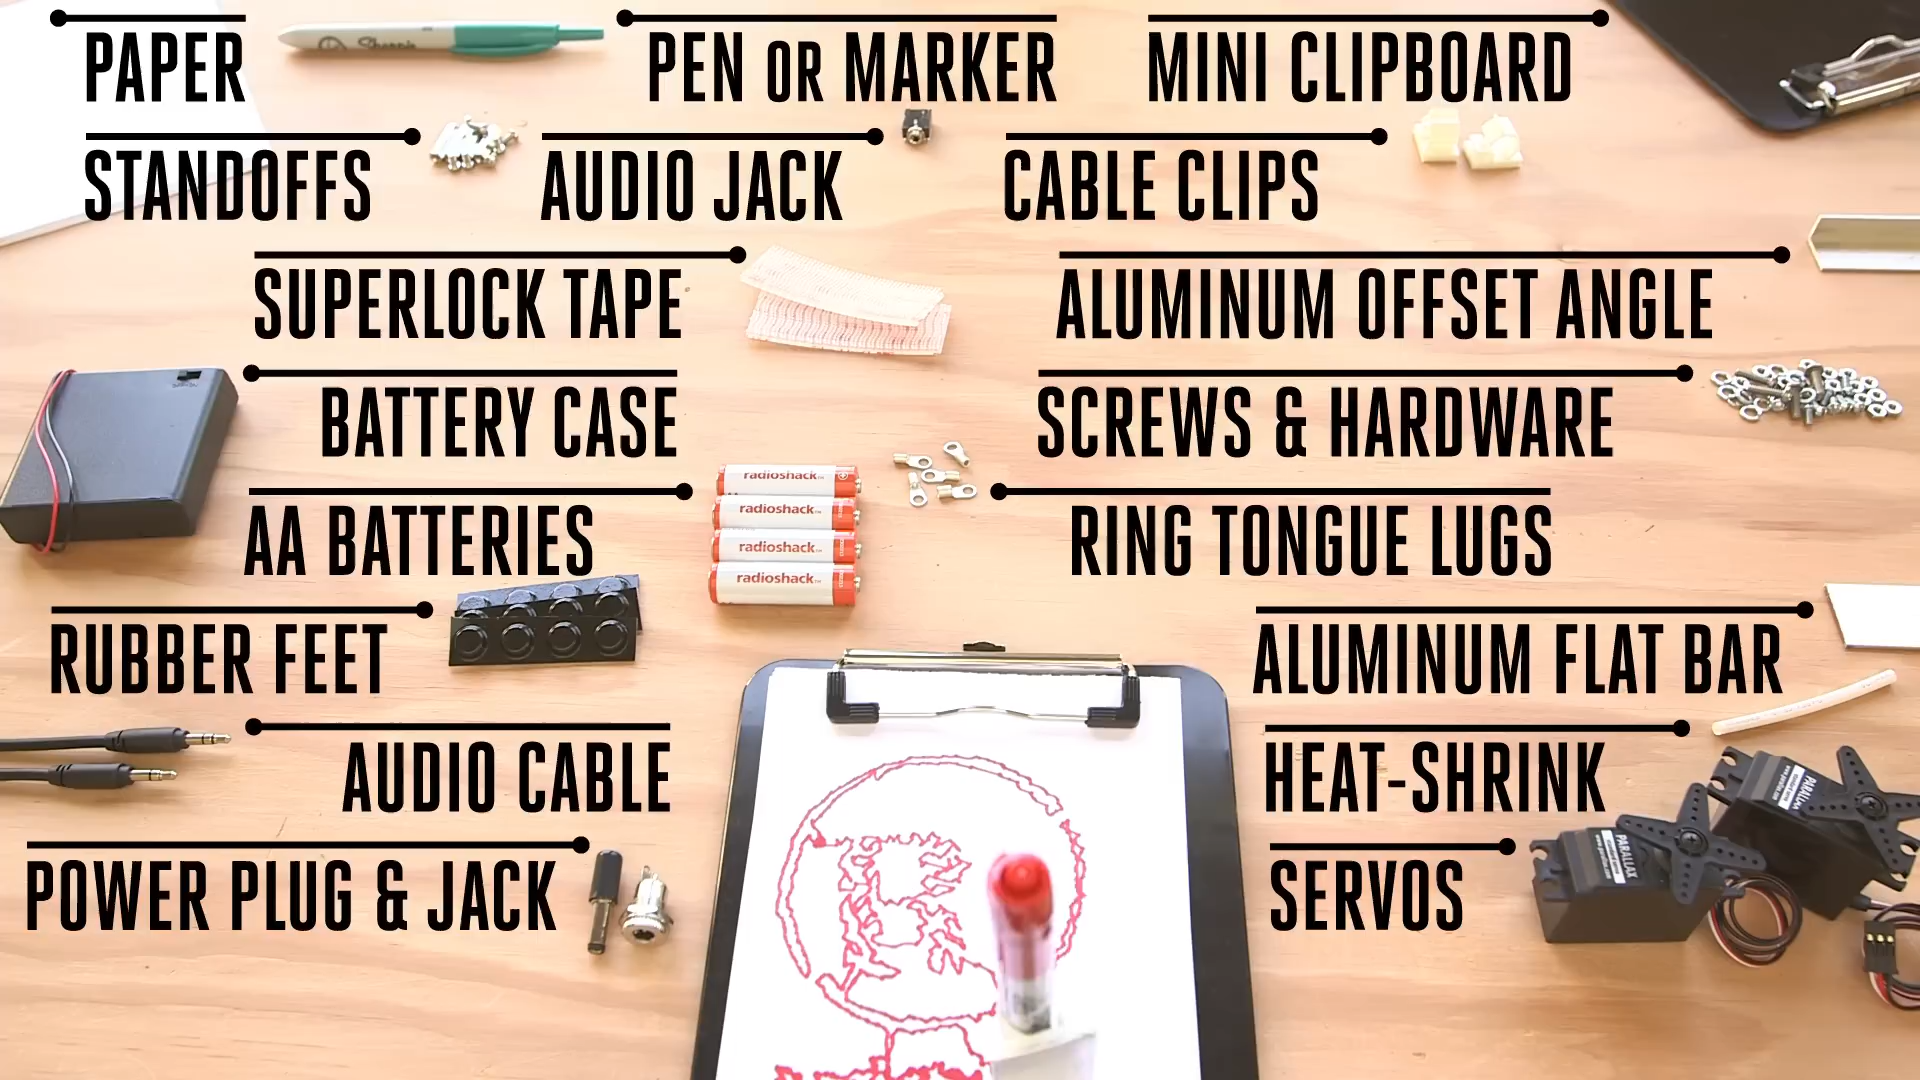 PAPER
PEN OR MARKER
MINI CLIPBOARD
Sharpie
STANDOFFS
AUDIO JACK
CABLE CLIPS
SUPERLOCK TAPE
ALUMINUM OFFSET ANGLE
BATTERY CASE
SCREWS & HARDWARE
AA BATTERIES
radioshack
radioshack
radioshack
radioshack
RING TONGUE LUGS
RUBBER FEET
ALUMINUM FLAT BAR
AUDIO CABLE
HEAT-SHRINK
PARALLAX
PARALLAX
POWER PLUG & JACK
SERVOS